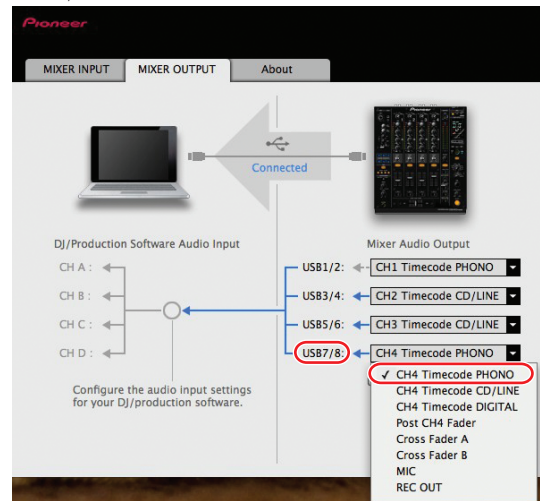 Pioneer
MIXER INPUT
MIXER OUTPUT
About
Connected
DJ/Production Software Audio Input
Mixer Audio Output
CH A :
CH B :
CH C :
CH D :
USB1/2:
CH1 Timecode PHONO
USB3/4:
CH2 Timecode CD/LINE
USB5/6:
CH3 Timecode CD/LINE
USB7/8:
CH4 Timecode PHONO
Configure the audio input settings
for your DJ/production software.
✓ CH4 Timecode PHONO
CH4 Timecode CD/LINE
CH4 Timecode DIGITAL
Post CH4 Fader
Cross Fader A
Cross Fader B
MIC
REC OUT